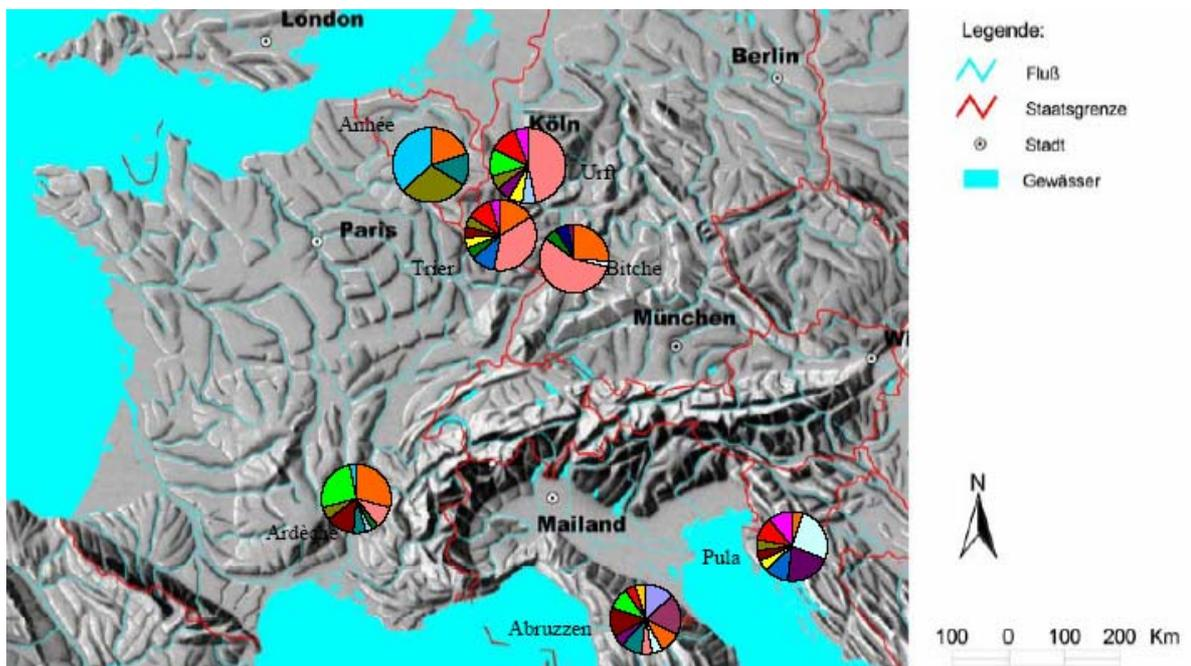 London
Berlin
Anhée
Köln
Urft
Paris
Trier
Bitche
München
Wi
Ardèche
Mailand
Pula
Abruzzen
Legende:
Fluß
Staatsgrenze
Stadt
Gewässer
N
100 0 100 200 Km